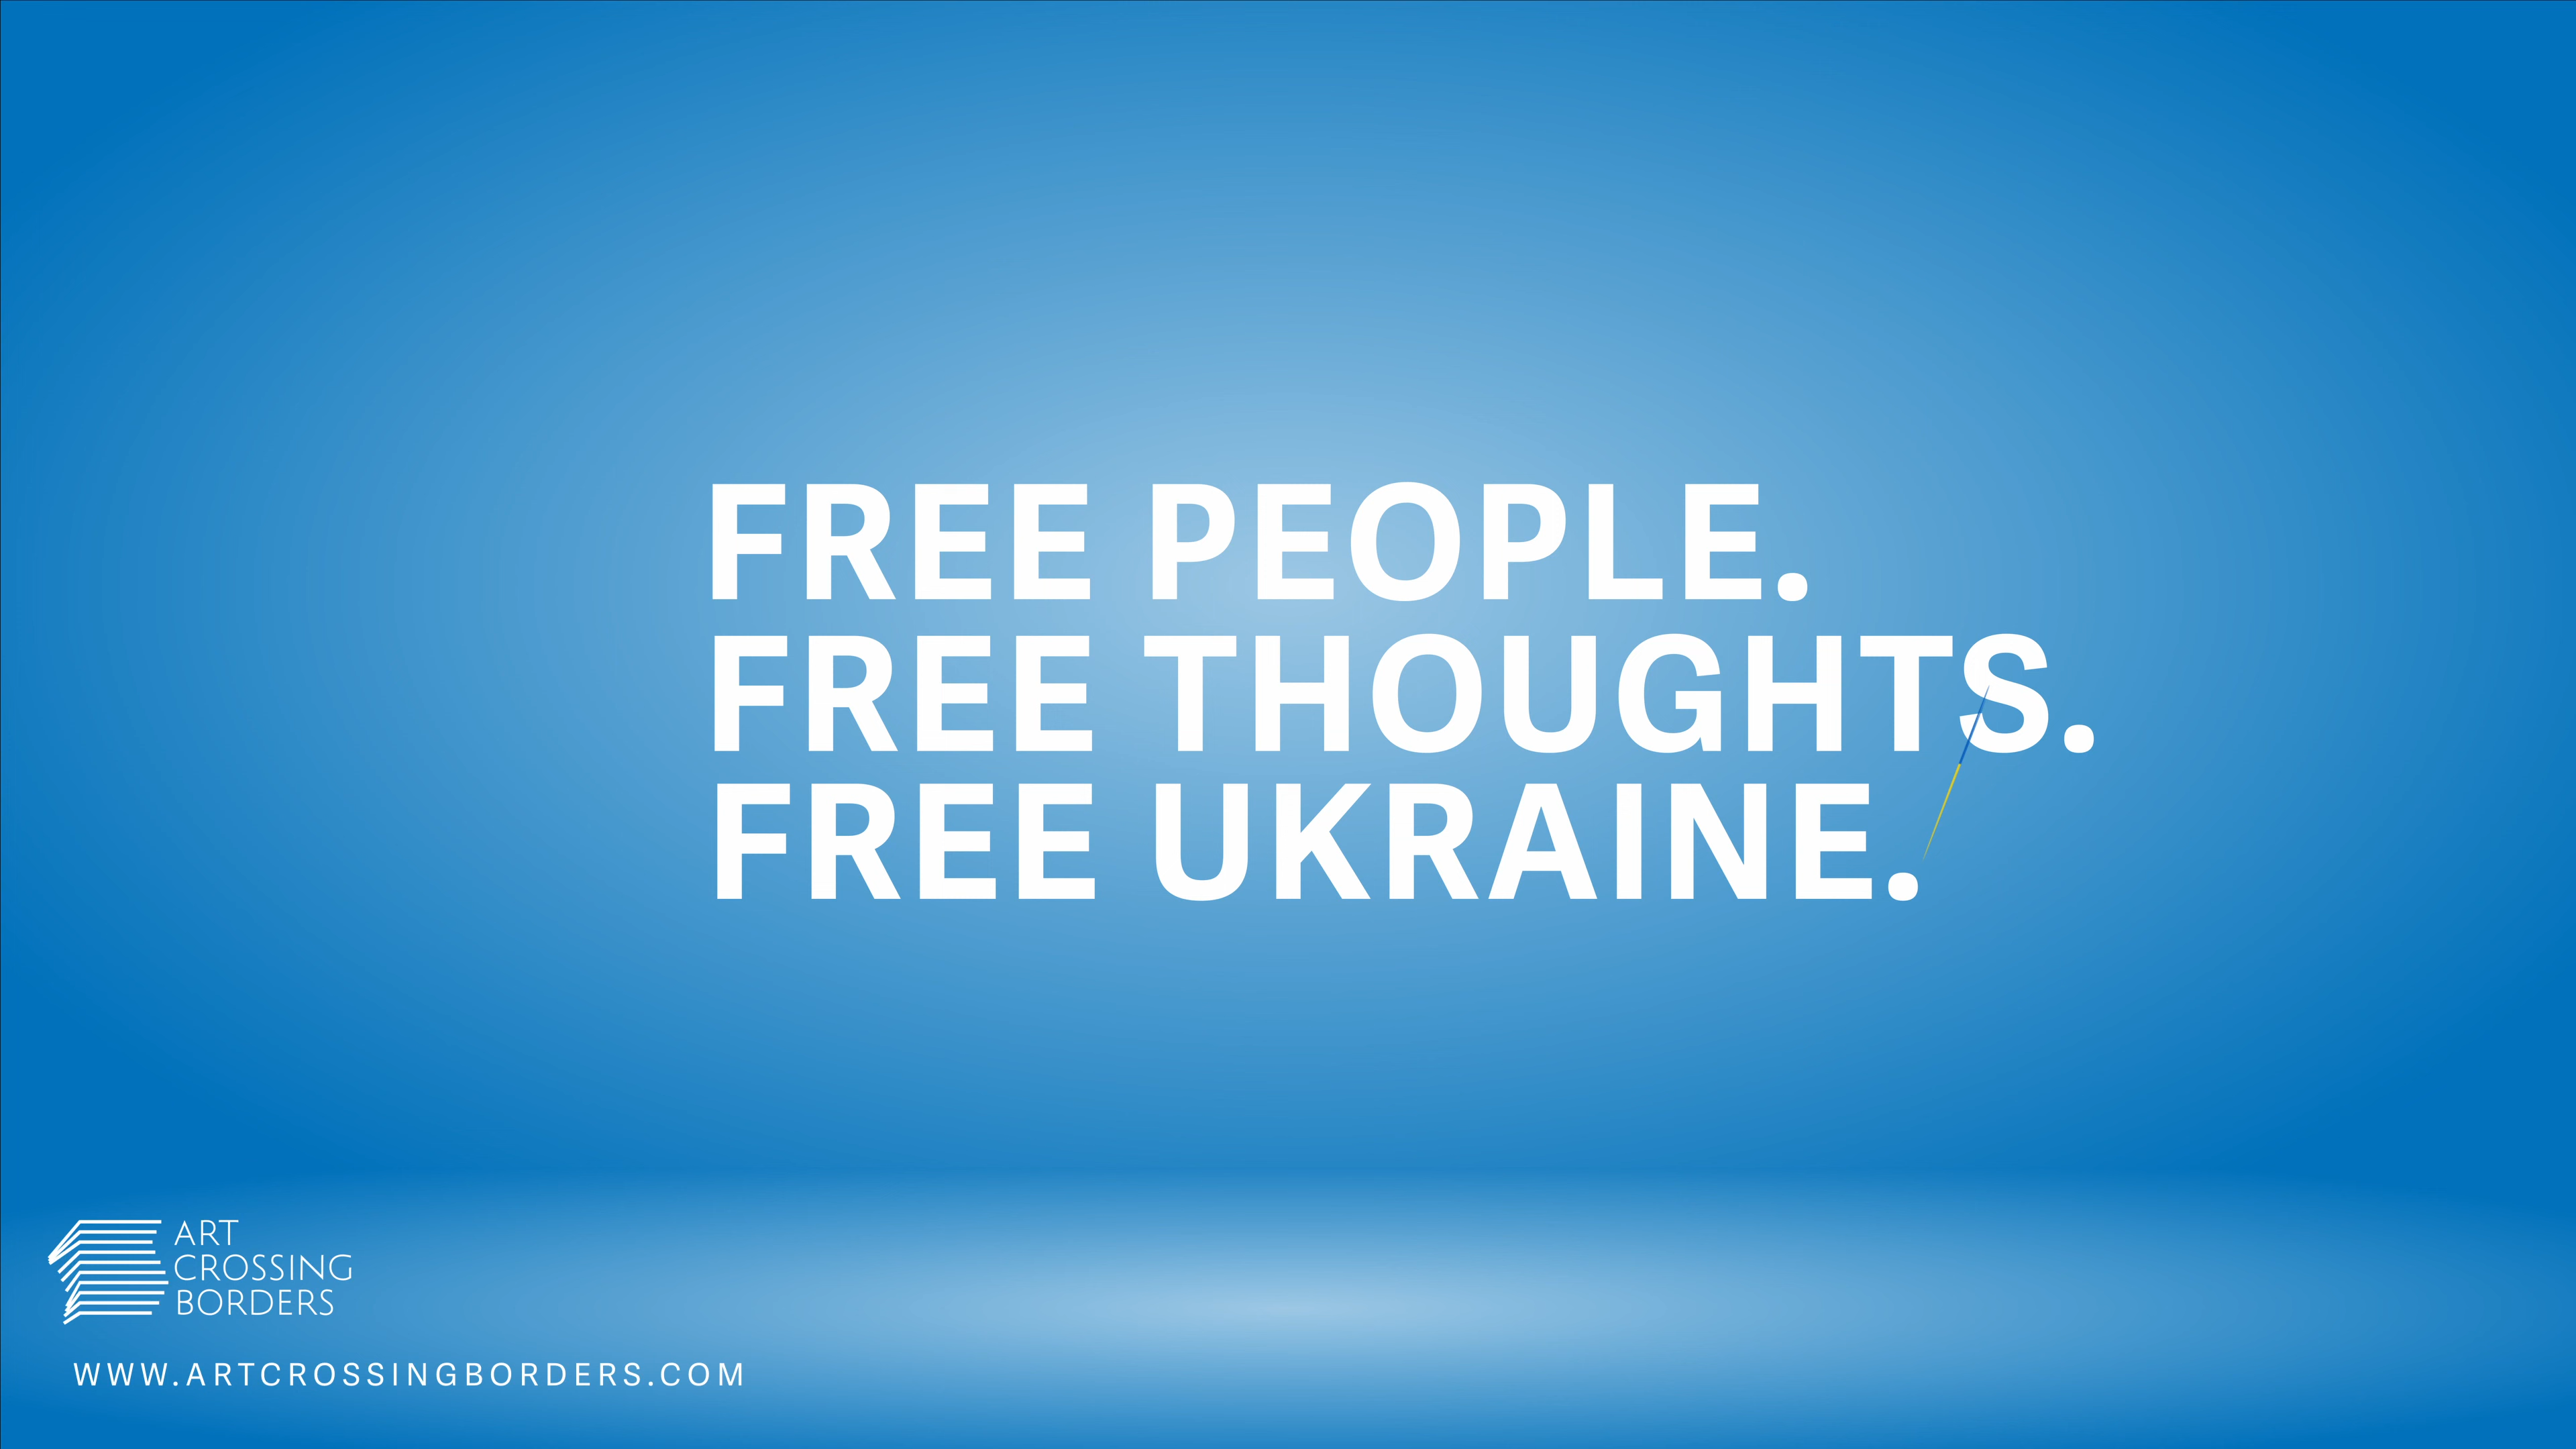 FREE PEOPLE.
FREE THOUGHTS.
FREE UKRAINE.
ART
CROSSING
BORDERS
WWW.ARTCROSSINGBORDERS.COM